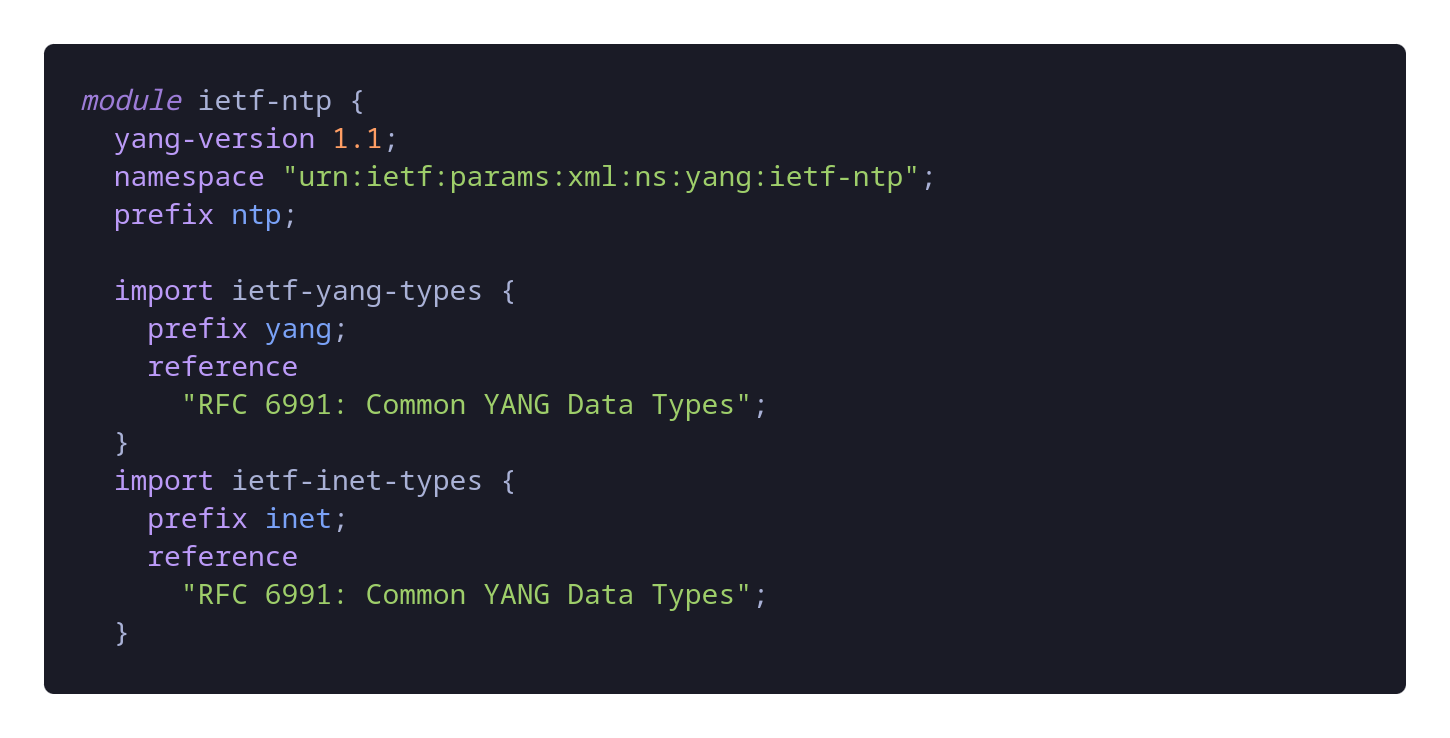 module ietf-ntp {
  yang-version 1.1;
  namespace "urn:ietf:params:xml:ns:yang:ietf-ntp";
  prefix ntp;

  import ietf-yang-types {
    prefix yang;
    reference
      "RFC 6991: Common YANG Data Types";
  }
  import ietf-inet-types {
    prefix inet;
    reference
      "RFC 6991: Common YANG Data Types";
  }